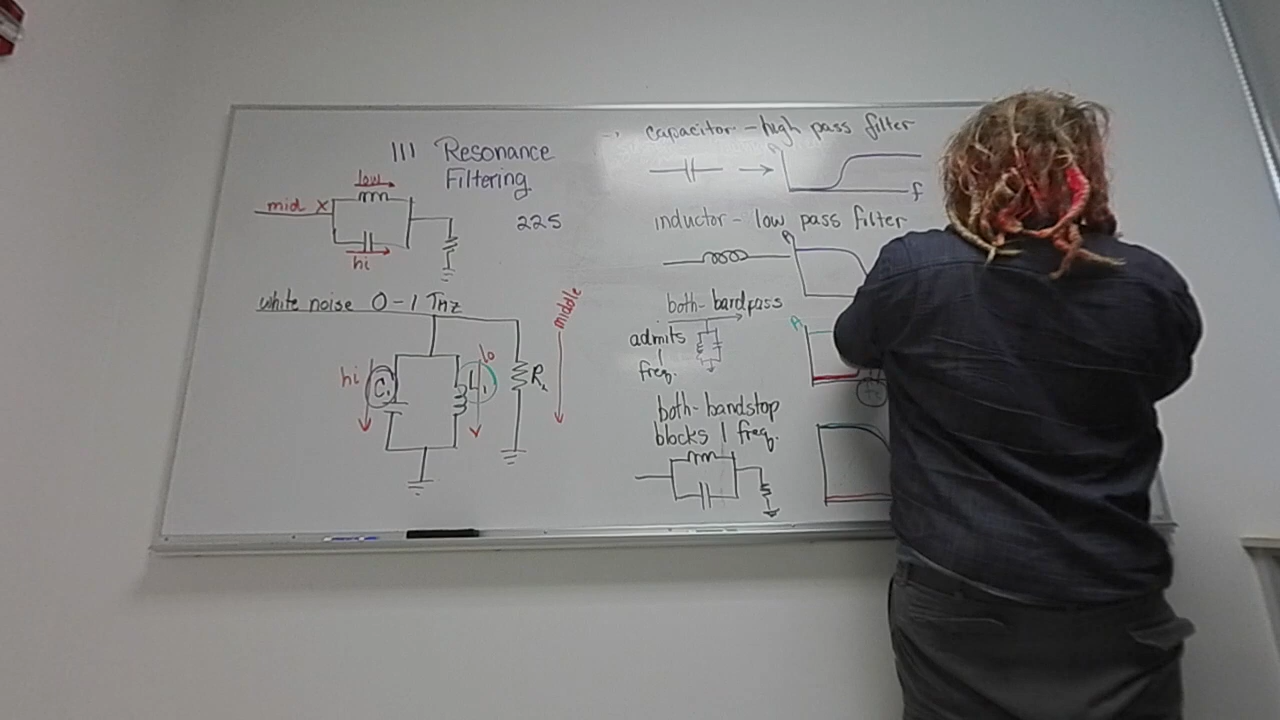 III Resonance
Filtering
225
low
mid x
hi
white noise 0-1 THz
hi
C₁
lo
L₁
R
middle
capacitor - high pass filter
A
f
inductor - low pass filter
A
both - bandpass
admits
1
freq.
A
both - bandstop
blocks 1 freq.